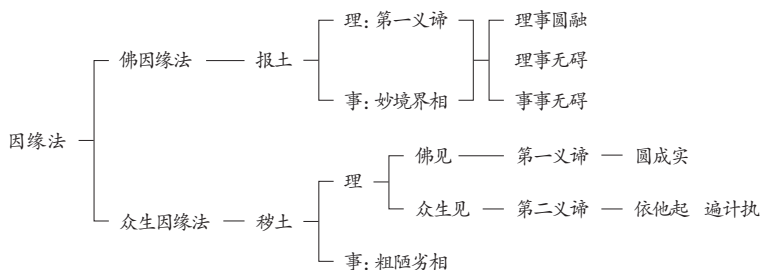 理：第一义谛 理事圆融
佛因缘法 报土 理事无碍
事：妙境界相 事事无碍
因缘法
佛见 第一义谛 圆成实
理
众生见 第二义谛 依他起 遍计执
众生因缘法 秽土
事：粗陋劣相